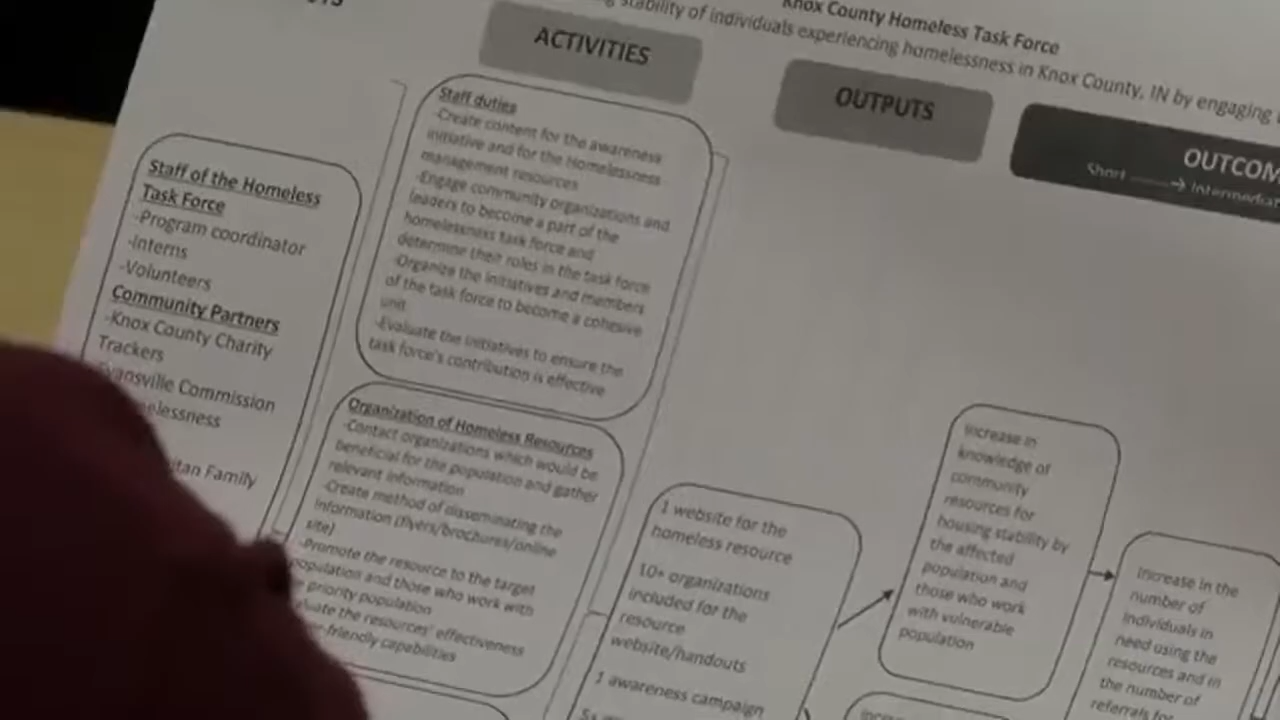 Knox County Homeless Task Force
stability of individuals experiencing homelessness in Knox County, IN by engaging
ACTIVITIES
OUTPUTS
OUTCOM
Short → Intermediat
Staff of the Homeless
Task Force
-Program coordinator
-Interns
-Volunteers
Community Partners
-Knox County Charity
Trackers
Evansville Commission
elessness
itan Family
Staff duties
-Create content for the awareness
initiative and for the Homelessness
management resources
-Engage community organizations and
leaders to become a part of the
homelessness task force and
determine their roles in the task force
-Organize the initiatives and members
of the task force to become a cohesive
unit
-Evaluate the initiatives to ensure the
task force's contribution is effective
Organization of Homeless Resources
-Contact organizations which would be
beneficial for the population and gather
relevant information
-Create method of disseminating the
information (flyers/brochures/online
site)
-Promote the resource to the target
population and those who work with
priority population
uate the resources' effectiveness
r-friendly capabilities
1 website for the
homeless resource
10+ organizations
included for the
resource
website/handouts
1 awareness campaign
Increase in
knowledge of
community
resources for
housing stability by
the affected
population and
those who work
with vulnerable
population
Increase in the
number of
individuals in
need using the
resources and in
the number of
referrals for